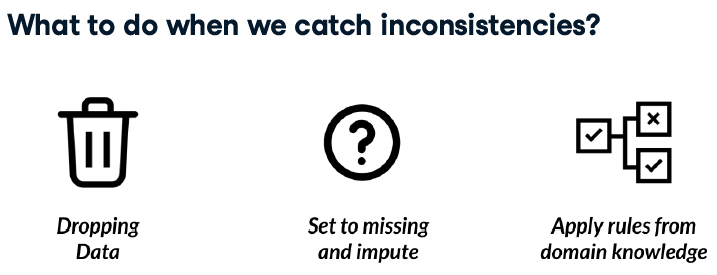 What to do when we catch inconsistencies?
Dropping
Data
Set to missing
and impute
Apply rules from
domain knowledge